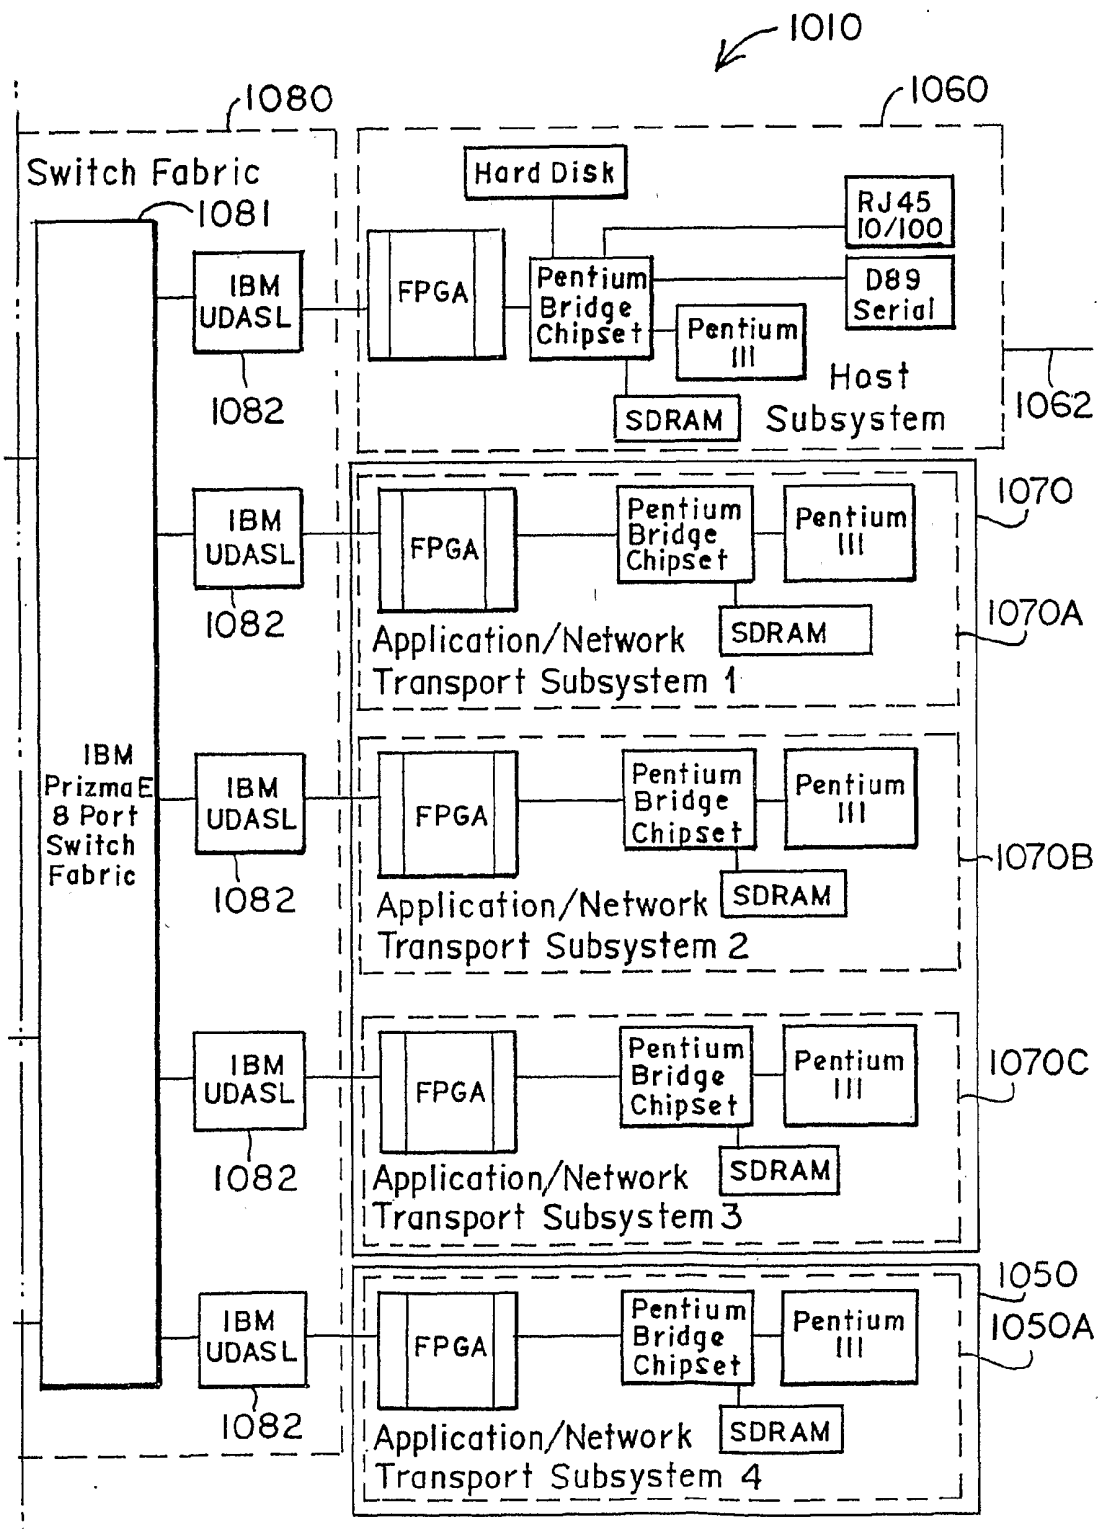 1010
1080
1060
Switch Fabric
1081
Hard Disk
RJ45
10/100
IBM
UDASL
FPGA
Pentium
Bridge
Chipset
D89
Serial
Pentium
III
1082
SDRAM
Host
Subsystem
1062
IBM
UDASL
FPGA
Pentium
Bridge
Chipset
Pentium
III
1070
1082
SDRAM
1070A
Application/Network
Transport Subsystem 1
IBM
PrizmaE
8 Port
Switch
Fabric
IBM
UDASL
FPGA
Pentium
Bridge
Chipset
Pentium
III
1070B
1082
SDRAM
Application/Network
Transport Subsystem 2
IBM
UDASL
FPGA
Pentium
Bridge
Chipset
Pentium
III
1070C
1082
SDRAM
Application/Network
Transport Subsystem 3
1050
IBM
UDASL
FPGA
Pentium
Bridge
Chipset
Pentium
III
1050A
1082
SDRAM
Application/Network
Transport Subsystem 4